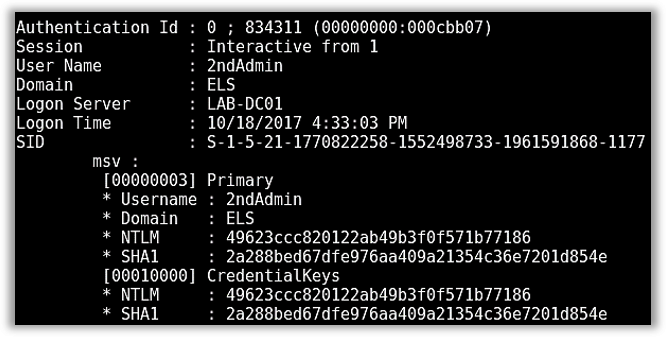 Authentication Id : 0 ; 834311 (00000000:000cbb07)
Session           : Interactive from 1
User Name         : 2ndAdmin
Domain            : ELS
Logon Server      : LAB-DC01
Logon Time        : 10/18/2017 4:33:03 PM
SID               : S-1-5-21-1770822258-1552498733-1961591868-1177
        msv :
         [00000003] Primary
         * Username : 2ndAdmin
         * Domain   : ELS
         * NTLM     : 49623ccc820122ab49b3f0f571b77186
         * SHA1     : 2a288bed67dfe976aa409a21354c36e7201d854e
         [00010000] CredentialKeys
         * NTLM     : 49623ccc820122ab49b3f0f571b77186
         * SHA1     : 2a288bed67dfe976aa409a21354c36e7201d854e